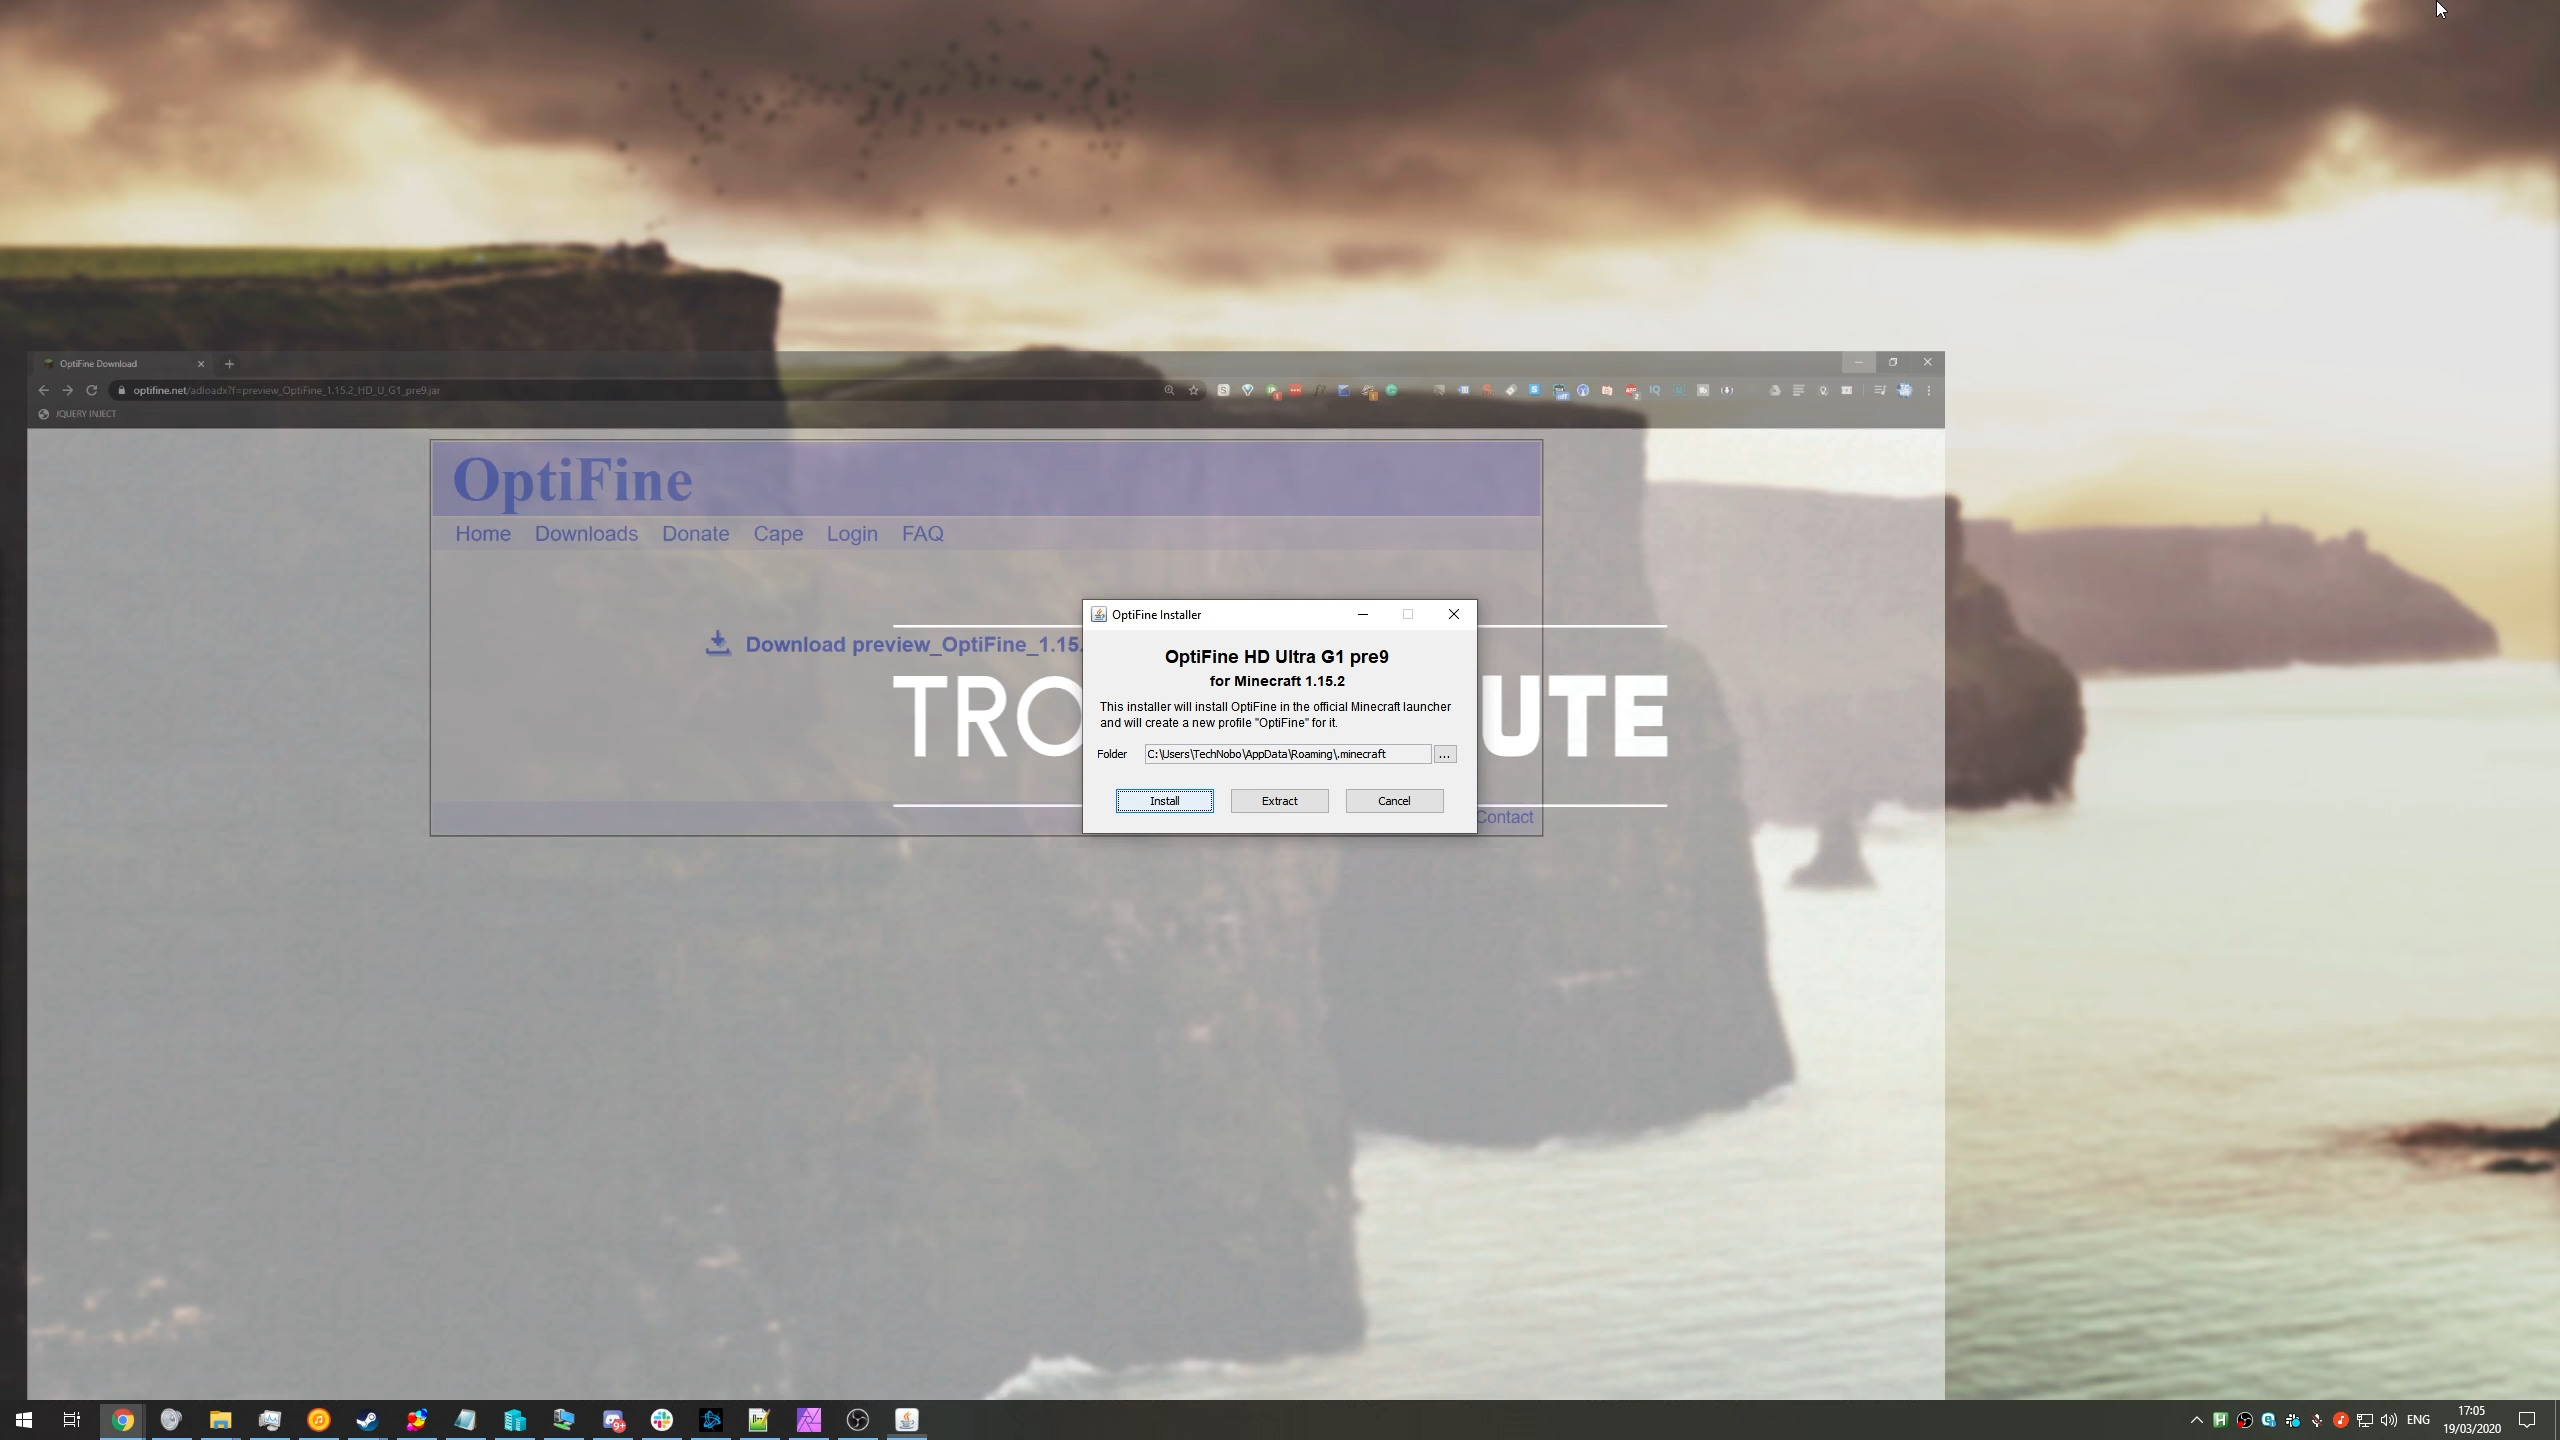 OptiFine Download
optifine.net/adloadx?f=preview_OptiFine_1.15.2_HD_U_G1_pre9.jar
JQUERY INJECT
OptiFine
Home Downloads Donate Cape Login FAQ
Download preview_OptiFine_1.15.
TRO
UTE
Contact
OptiFine Installer
OptiFine HD Ultra G1 pre9
for Minecraft 1.15.2
This installer will install OptiFine in the official Minecraft launcher
and will create a new profile "OptiFine" for it.
Folder C:\Users\TechNobo\AppData\Roaming\.minecraft ...
Install Extract Cancel
ENG
17:05
19/03/2020